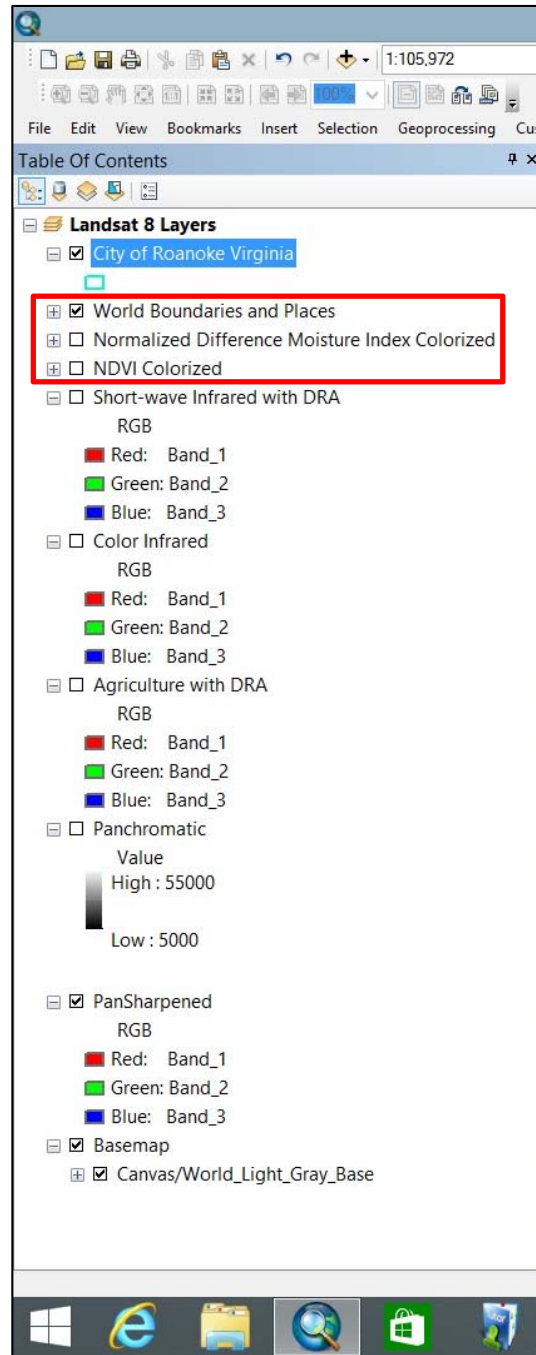 1:105,972
1:1
100%
File Edit View Bookmarks Insert Selection Geoprocessing Cus
Table Of Contents
Landsat 8 Layers
City of Roanoke Virginia
World Boundaries and Places
Normalized Difference Moisture Index Colorized
NDVI Colorized
Short-wave Infrared with DRA
RGB
Red: Band_1
Green: Band_2
Blue: Band_3
Color Infrared
RGB
Red: Band_1
Green: Band_2
Blue: Band_3
Agriculture with DRA
RGB
Red: Band_1
Green: Band_2
Blue: Band_3
Panchromatic
Value
High : 55000
Low : 5000
PanSharpened
RGB
Red: Band_1
Green: Band_2
Blue: Band_3
Basemap
Canvas/World_Light_Gray_Base